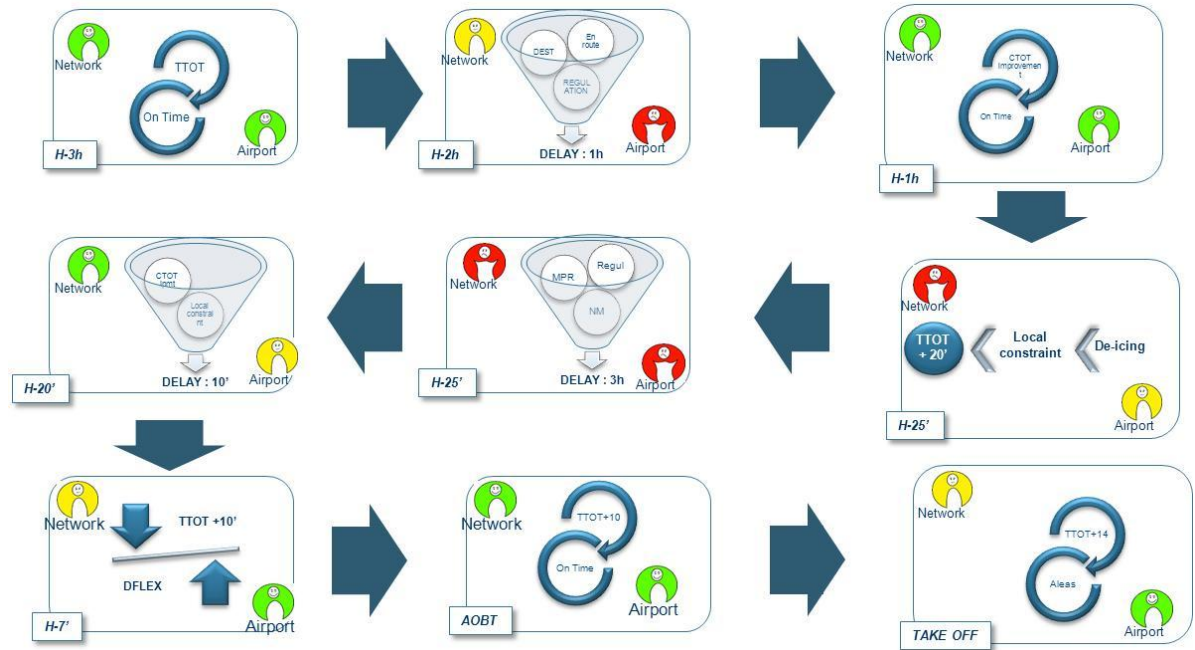 Network
TTOT
On Time
Airport
H-3h
Network
DEST
En
route
REGUL
ATION
DELAY : 1h
Airport
H-2h
Network
CTOT
Improvemen
t
On Time
Airport
H-1h
Network
TTOT
+ 20’
Local
constraint
De-icing
Airport
H-25’
Network
MPR
Regul
NM
DELAY : 3h
Airport
H-25’
Network
CTOT
Ipmt
Local
constrai
nt
DELAY : 10’
Airport/
H-20’
Network
TTOT +10’
DFLEX
Airport
H-7’
Network
TTOT+10
On Time
Airport
AOBT
Network
TTOT+14
Aleas
Airport
TAKE OFF